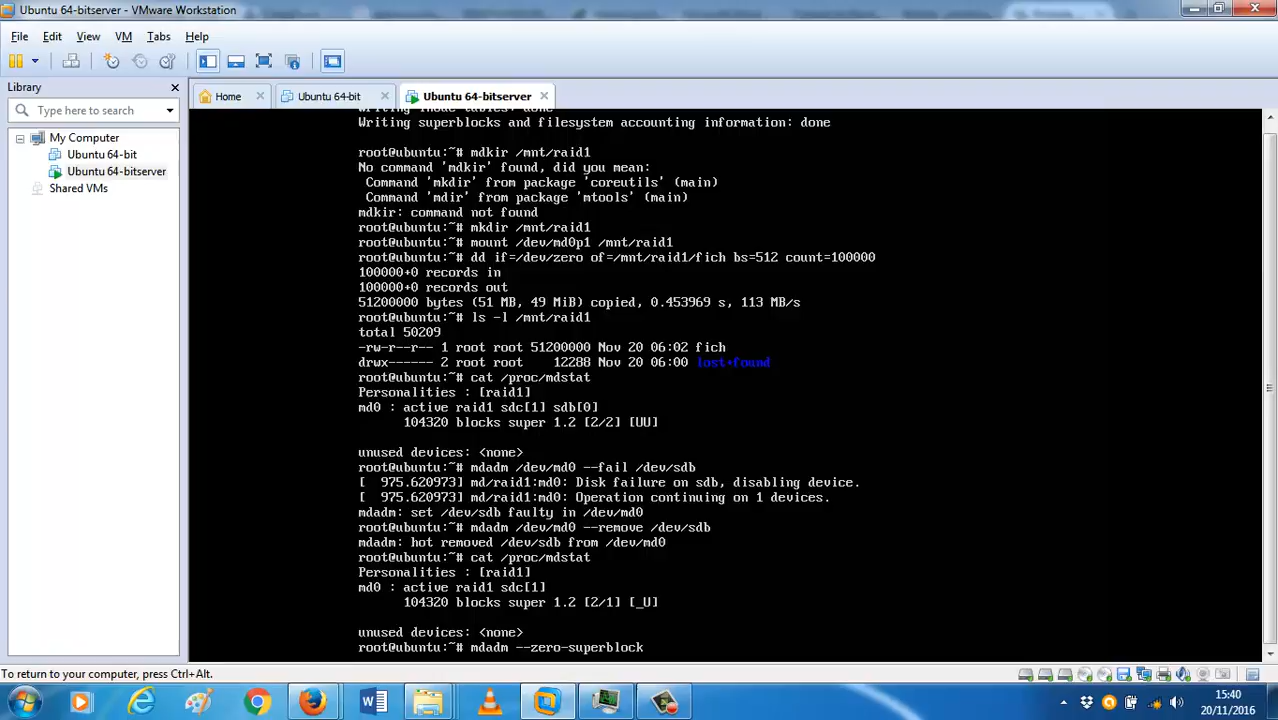 Ubuntu 64-bitserver - VMware Workstation
File Edit View VM Tabs Help
Library
Type here to search
My Computer
Ubuntu 64-bit
Ubuntu 64-bitserver
Shared VMs
Home Ubuntu 64-bit Ubuntu 64-bitserver
Writing inode tables: done
Writing superblocks and filesystem accounting information: done
root@ubuntu:~# mdkir /mnt/raid1
No command 'mdkir' found, did you mean:
Command 'mkdir' from package 'coreutils' (main)
Command 'mdir' from package 'mtools' (main)
mdkir: command not found
root@ubuntu:~# mkdir /mnt/raid1
root@ubuntu:~# mount /dev/md0p1 /mnt/raid1
root@ubuntu:~# dd if=/dev/zero of=/mnt/raid1/fich bs=512 count=100000
100000+0 records in
100000+0 records out
51200000 bytes (51 MB, 49 MiB) copied, 0.453969 s, 113 MB/s
root@ubuntu:~# ls -l /mnt/raid1
total 50209
-rw-r--r-- 1 root root 51200000 Nov 20 06:02 fich
drwx------ 2 root root    12288 Nov 20 06:00 lost+found
root@ubuntu:~# cat /proc/mdstat
Personalities : [raid1]
md0 : active raid1 sdc[1] sdb[0]
104320 blocks super 1.2 [2/2] [UU]
unused devices: <none>
root@ubuntu:~# mdadm /dev/md0 --fail /dev/sdb
[  975.620973] md/raid1:md0: Disk failure on sdb, disabling device.
[  975.620973] md/raid1:md0: Operation continuing on 1 devices.
mdadm: set /dev/sdb faulty in /dev/md0
root@ubuntu:~# mdadm /dev/md0 --remove /dev/sdb
mdadm: hot removed /dev/sdb from /dev/md0
root@ubuntu:~# cat /proc/mdstat
Personalities : [raid1]
md0 : active raid1 sdc[1]
104320 blocks super 1.2 [2/1] [_U]
unused devices: <none>
root@ubuntu:~# mdadm --zero-superblock
To return to your computer, press Ctrl+Alt.
15:40
20/11/2016